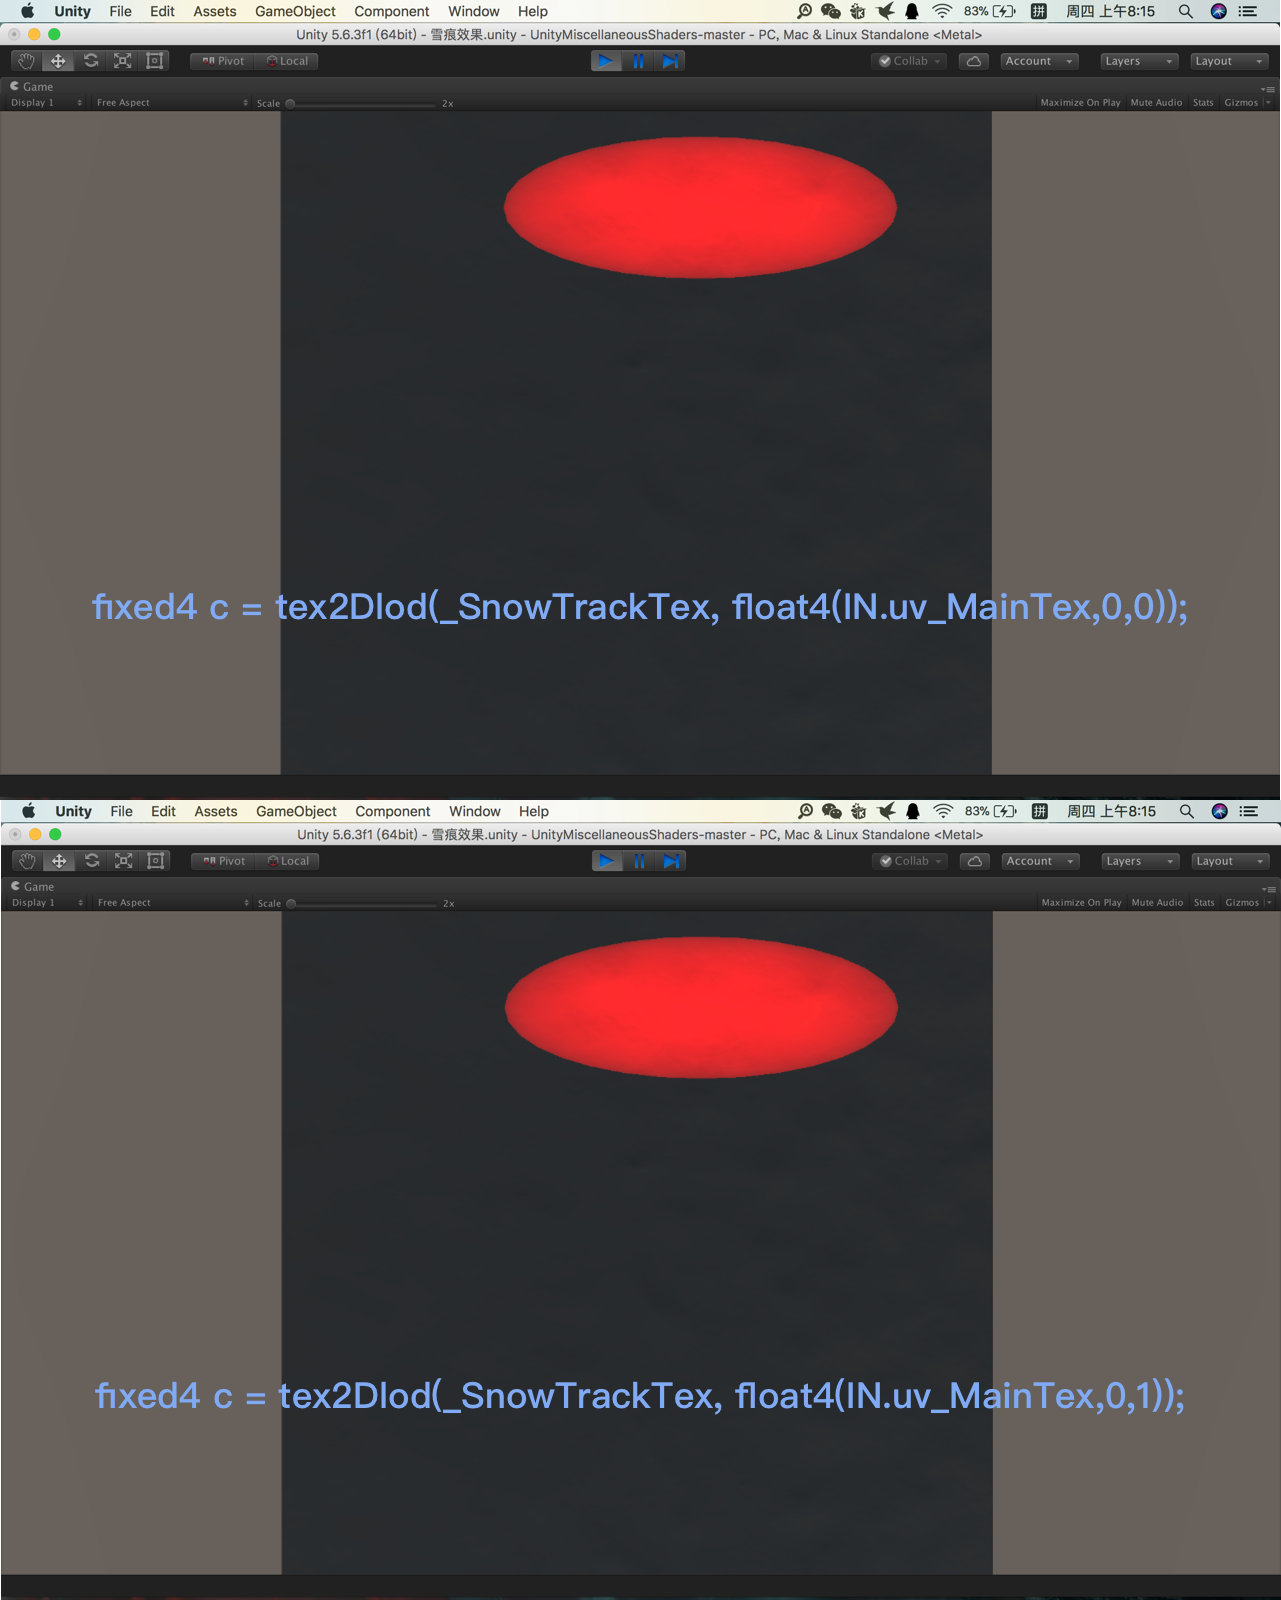 Unity File Edit Assets GameObject Component Window Help 83% 拼 周四 上午8:15
Unity 5.6.3f1 (64bit) - 雪痕效果.unity - UnityMiscellaneousShaders-master - PC, Mac & Linux Standalone <Metal>
Pivot Local Collab Account Layers Layout
Game
Display 1 Free Aspect Scale 2x Maximize On Play Mute Audio Stats Gizmos
fixed4 c = tex2Dlod(_SnowTrackTex, float4(IN.uv_MainTex,0,0));
Unity File Edit Assets GameObject Component Window Help 83% 拼 周四 上午8:15
Unity 5.6.3f1 (64bit) - 雪痕效果.unity - UnityMiscellaneousShaders-master - PC, Mac & Linux Standalone <Metal>
Pivot Local Collab Account Layers Layout
Game
Display 1 Free Aspect Scale 2x Maximize On Play Mute Audio Stats Gizmos
fixed4 c = tex2Dlod(_SnowTrackTex, float4(IN.uv_MainTex,0,1));